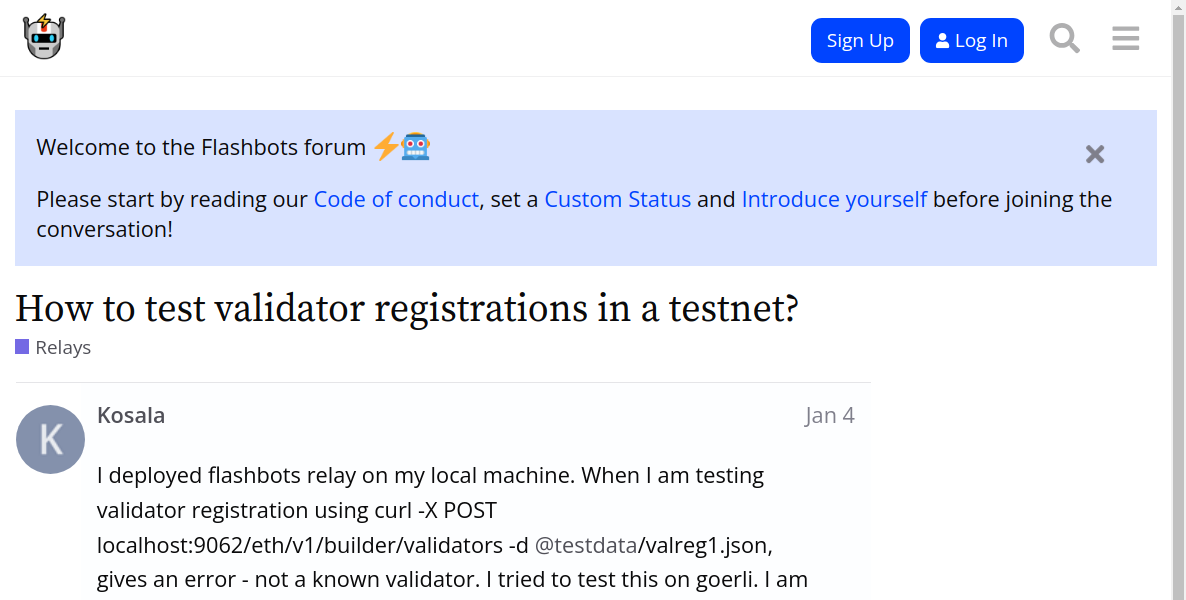 Sign Up
Log In
Welcome to the Flashbots forum
Please start by reading our Code of conduct, set a Custom Status and Introduce yourself before joining the
conversation!
How to test validator registrations in a testnet?
Relays
K
Kosala
Jan 4
I deployed flashbots relay on my local machine. When I am testing
validator registration using curl -X POST
localhost:9062/eth/v1/builder/validators -d @testdata/valreg1.json,
gives an error - not a known validator. I tried to test this on goerli. I am